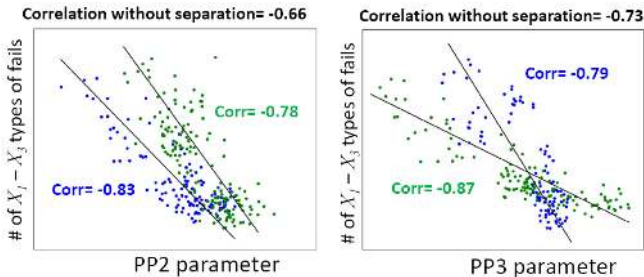 Correlation without separation= -0.66
# of X₁ – X₃ types of fails
Corr= -0.78
Corr= -0.83
PP2 parameter
Correlation without separation= -0.73
# of X₁ – X₃ types of fails
Corr= -0.79
Corr= -0.87
PP3 parameter